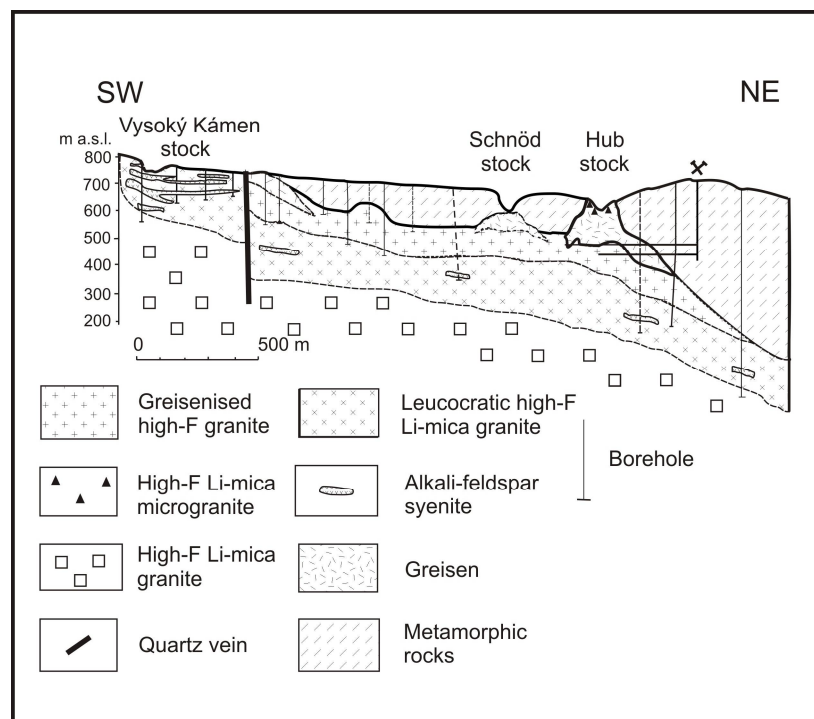 SW
NE
Vysoký Kámen
stock
Schnöd
stock
Hub
stock
m a.s.l.
800
700
600
500
400
300
200
0
500 m
Greisenised
high-F granite
Leucocratic high-F
Li-mica granite
High-F Li-mica
microgranite
Alkali-feldspar
syenite
Borehole
High-F Li-mica
granite
Greisen
Quartz vein
Metamorphic
rocks